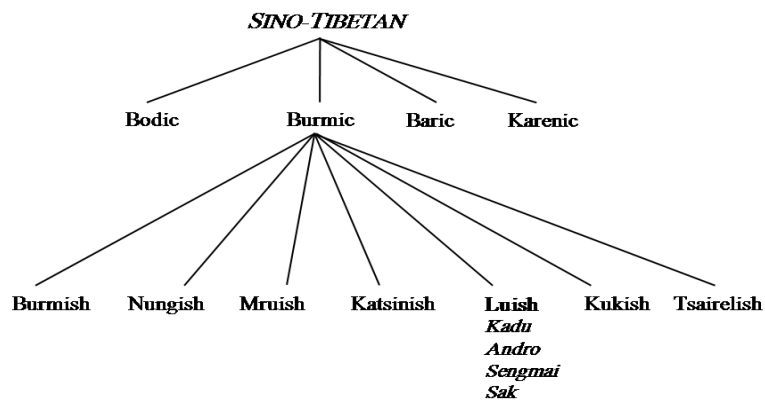 SINO-TIBETAN
Bodic Burmic Baric Karenic
Burmish Nungish Mruish Katsinish Luish Kukish Tsairelish
Kadu
Andro
Sengmai
Sak